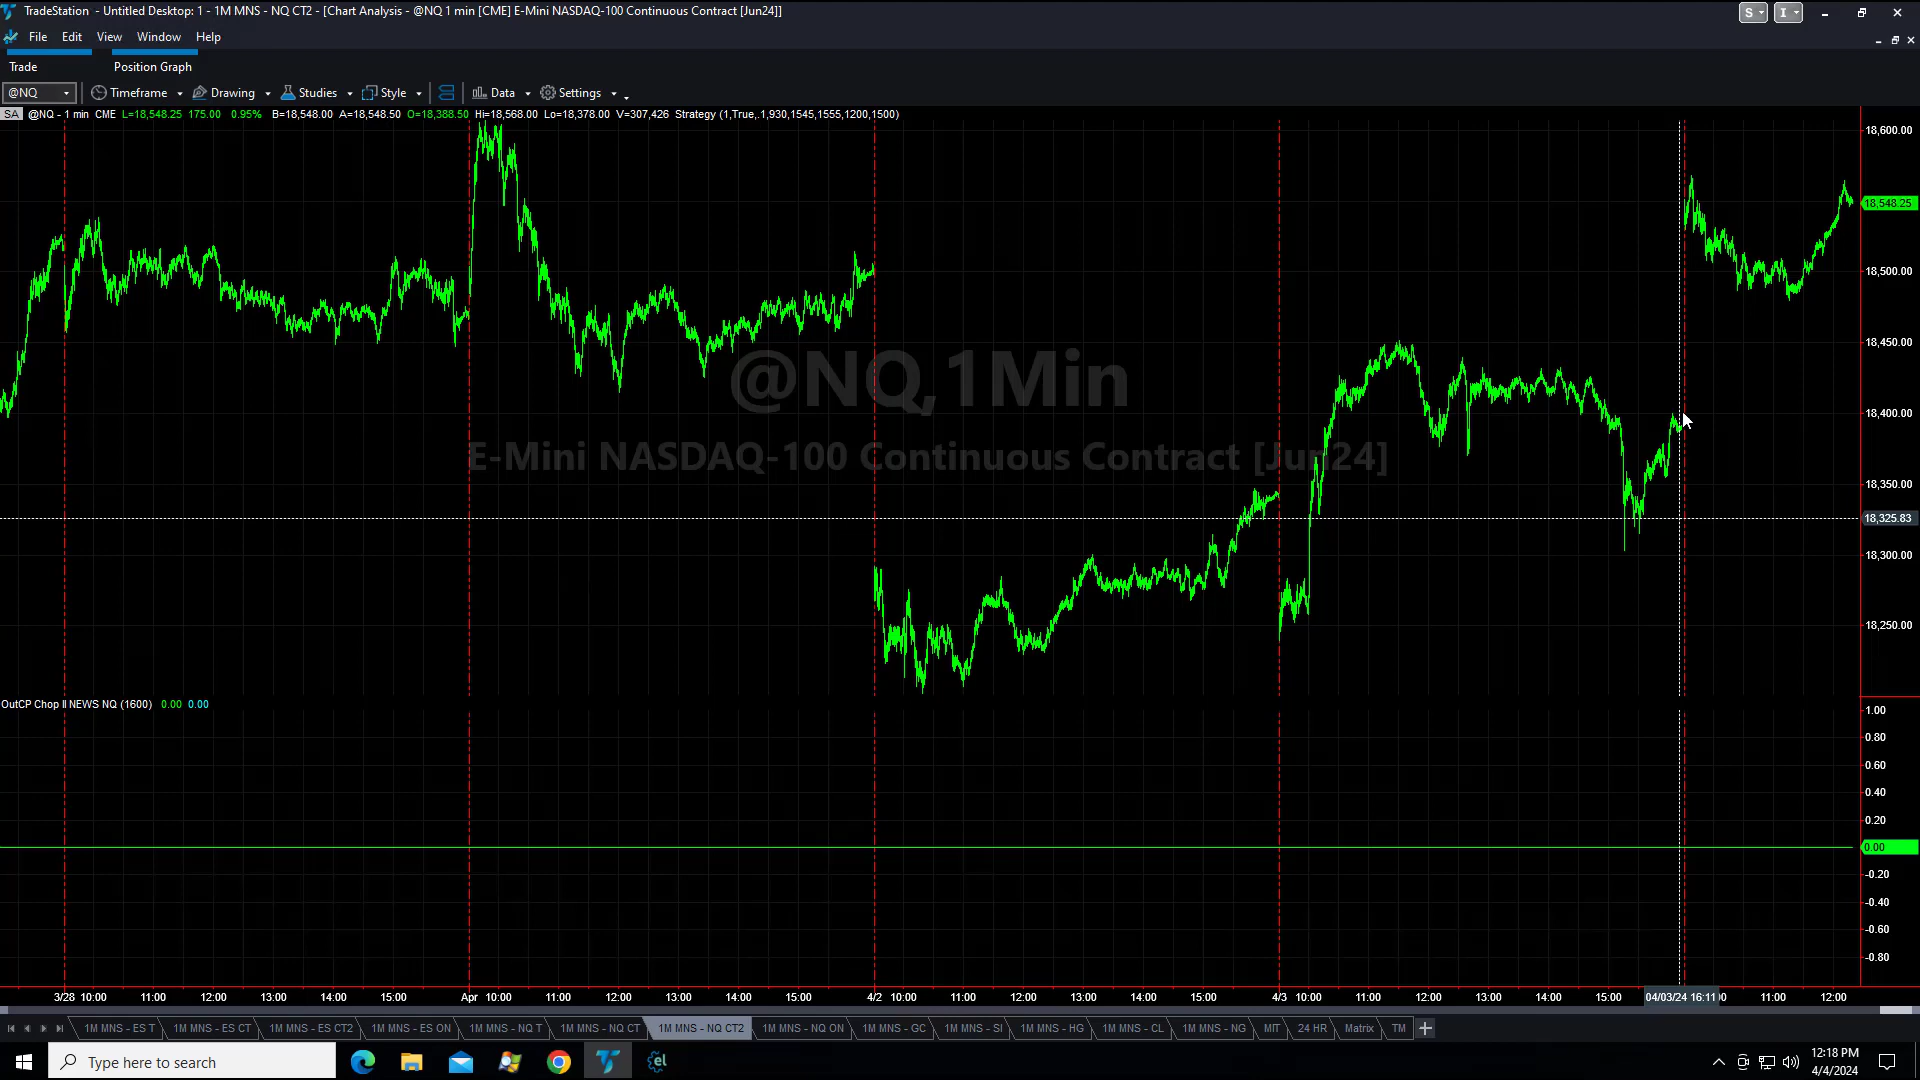 TradeStation - Untitled Desktop: 1 - 1M MNS - NQ CT2 - [Chart Analysis - @NQ 1 min [CME] E-Mini NASDAQ-100 Continuous Contract [Jun24]]
S I
File Edit View Window Help
Trade Position Graph
@NQ Timeframe Drawing Studies Style Data Settings
SA @NQ - 1 min CME L=18,548.25 175.00 0.95% B=18,548.00 A=18,548.50 O=18,388.50 Hi=18,568.00 Lo=18,378.00 V=307,426 Strategy (1,True,.1,930,1545,1555,1200,1500)
18,600.00
18,548.25
18,500.00
18,450.00
@NQ,1Min
18,400.00
E-Mini NASDAQ-100 Continuous Contract [Jun24]
18,350.00
18,325.83
18,300.00
18,250.00
OutCP Chop II NEWS NQ (1600) 0.00 0.00
1.00
0.80
0.60
0.40
0.20
0.00
-0.20
-0.40
-0.60
-0.80
3/28 10:00 11:00 12:00 13:00 14:00 15:00 Apr 10:00 11:00 12:00 13:00 14:00 15:00 4/2 10:00 11:00 12:00 13:00 14:00 15:00 4/3 10:00 11:00 12:00 13:00 14:00 15:00 04/03/24 16:11 11:00 12:00
1M MNS - ES T 1M MNS - ES CT 1M MNS - ES CT2 1M MNS - ES ON 1M MNS - NQ T 1M MNS - NQ CT 1M MNS - NQ CT2 1M MNS - NQ ON 1M MNS - GC 1M MNS - SI 1M MNS - HG 1M MNS - CL 1M MNS - NG MIT 24 HR Matrix TM
Type here to search
el
12:18 PM
4/4/2024